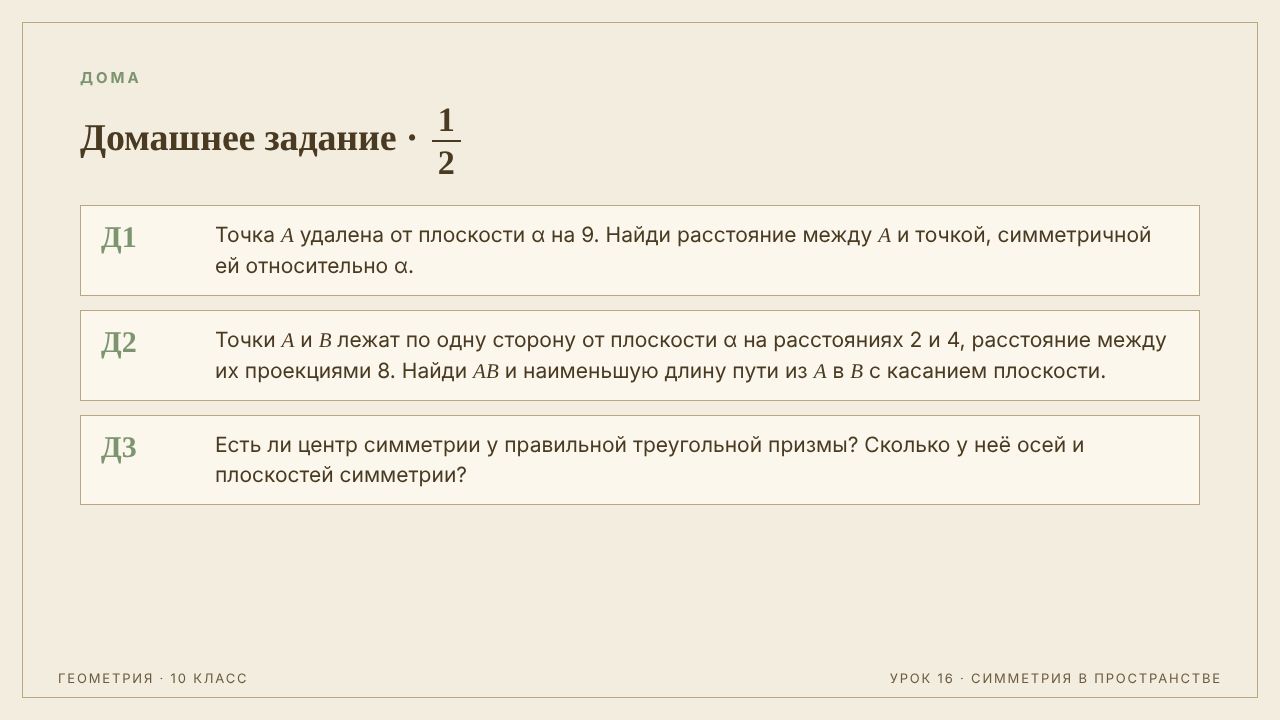 ДОМА
Домашнее задание · 1/2
Д1
Точка A удалена от плоскости α на 9. Найди расстояние между A и точкой, симметричной
ей относительно α.
Д2
Точки A и B лежат по одну сторону от плоскости α на расстояниях 2 и 4, расстояние между
их проекциями 8. Найди AB и наименьшую длину пути из A в B с касанием плоскости.
Д3
Есть ли центр симметрии у правильной треугольной призмы? Сколько у неё осей и
плоскостей симметрии?
ГЕОМЕТРИЯ · 10 КЛАСС
УРОК 16 · СИММЕТРИЯ В ПРОСТРАНСТВЕ